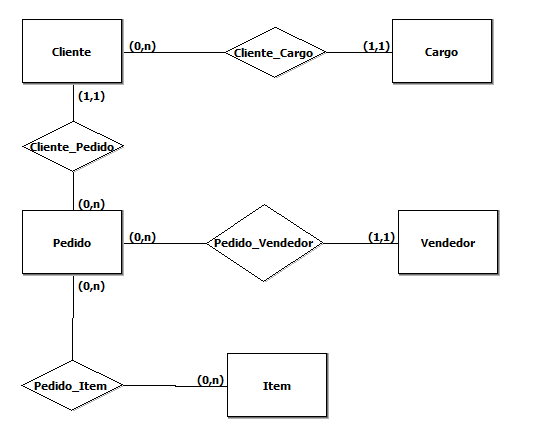 Cliente
(0,n)
Cliente_Cargo
(1,1)
Cargo
(1,1)
Cliente_Pedido
(0,n)
Pedido
(0,n)
Pedido_Vendedor
(1,1)
Vendedor
(0,n)
Pedido_Item
(0,n)
Item